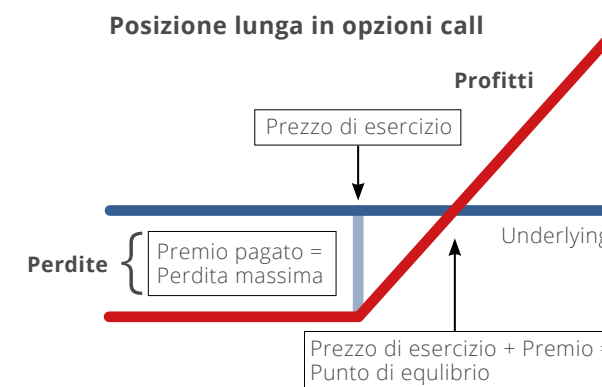 Posizione lunga in opzioni call
Profitti
Prezzo di esercizio
Underlying
Perdite
Premio pagato =
Perdita massima
Prezzo di esercizio + Premio =
Punto di equlibrio